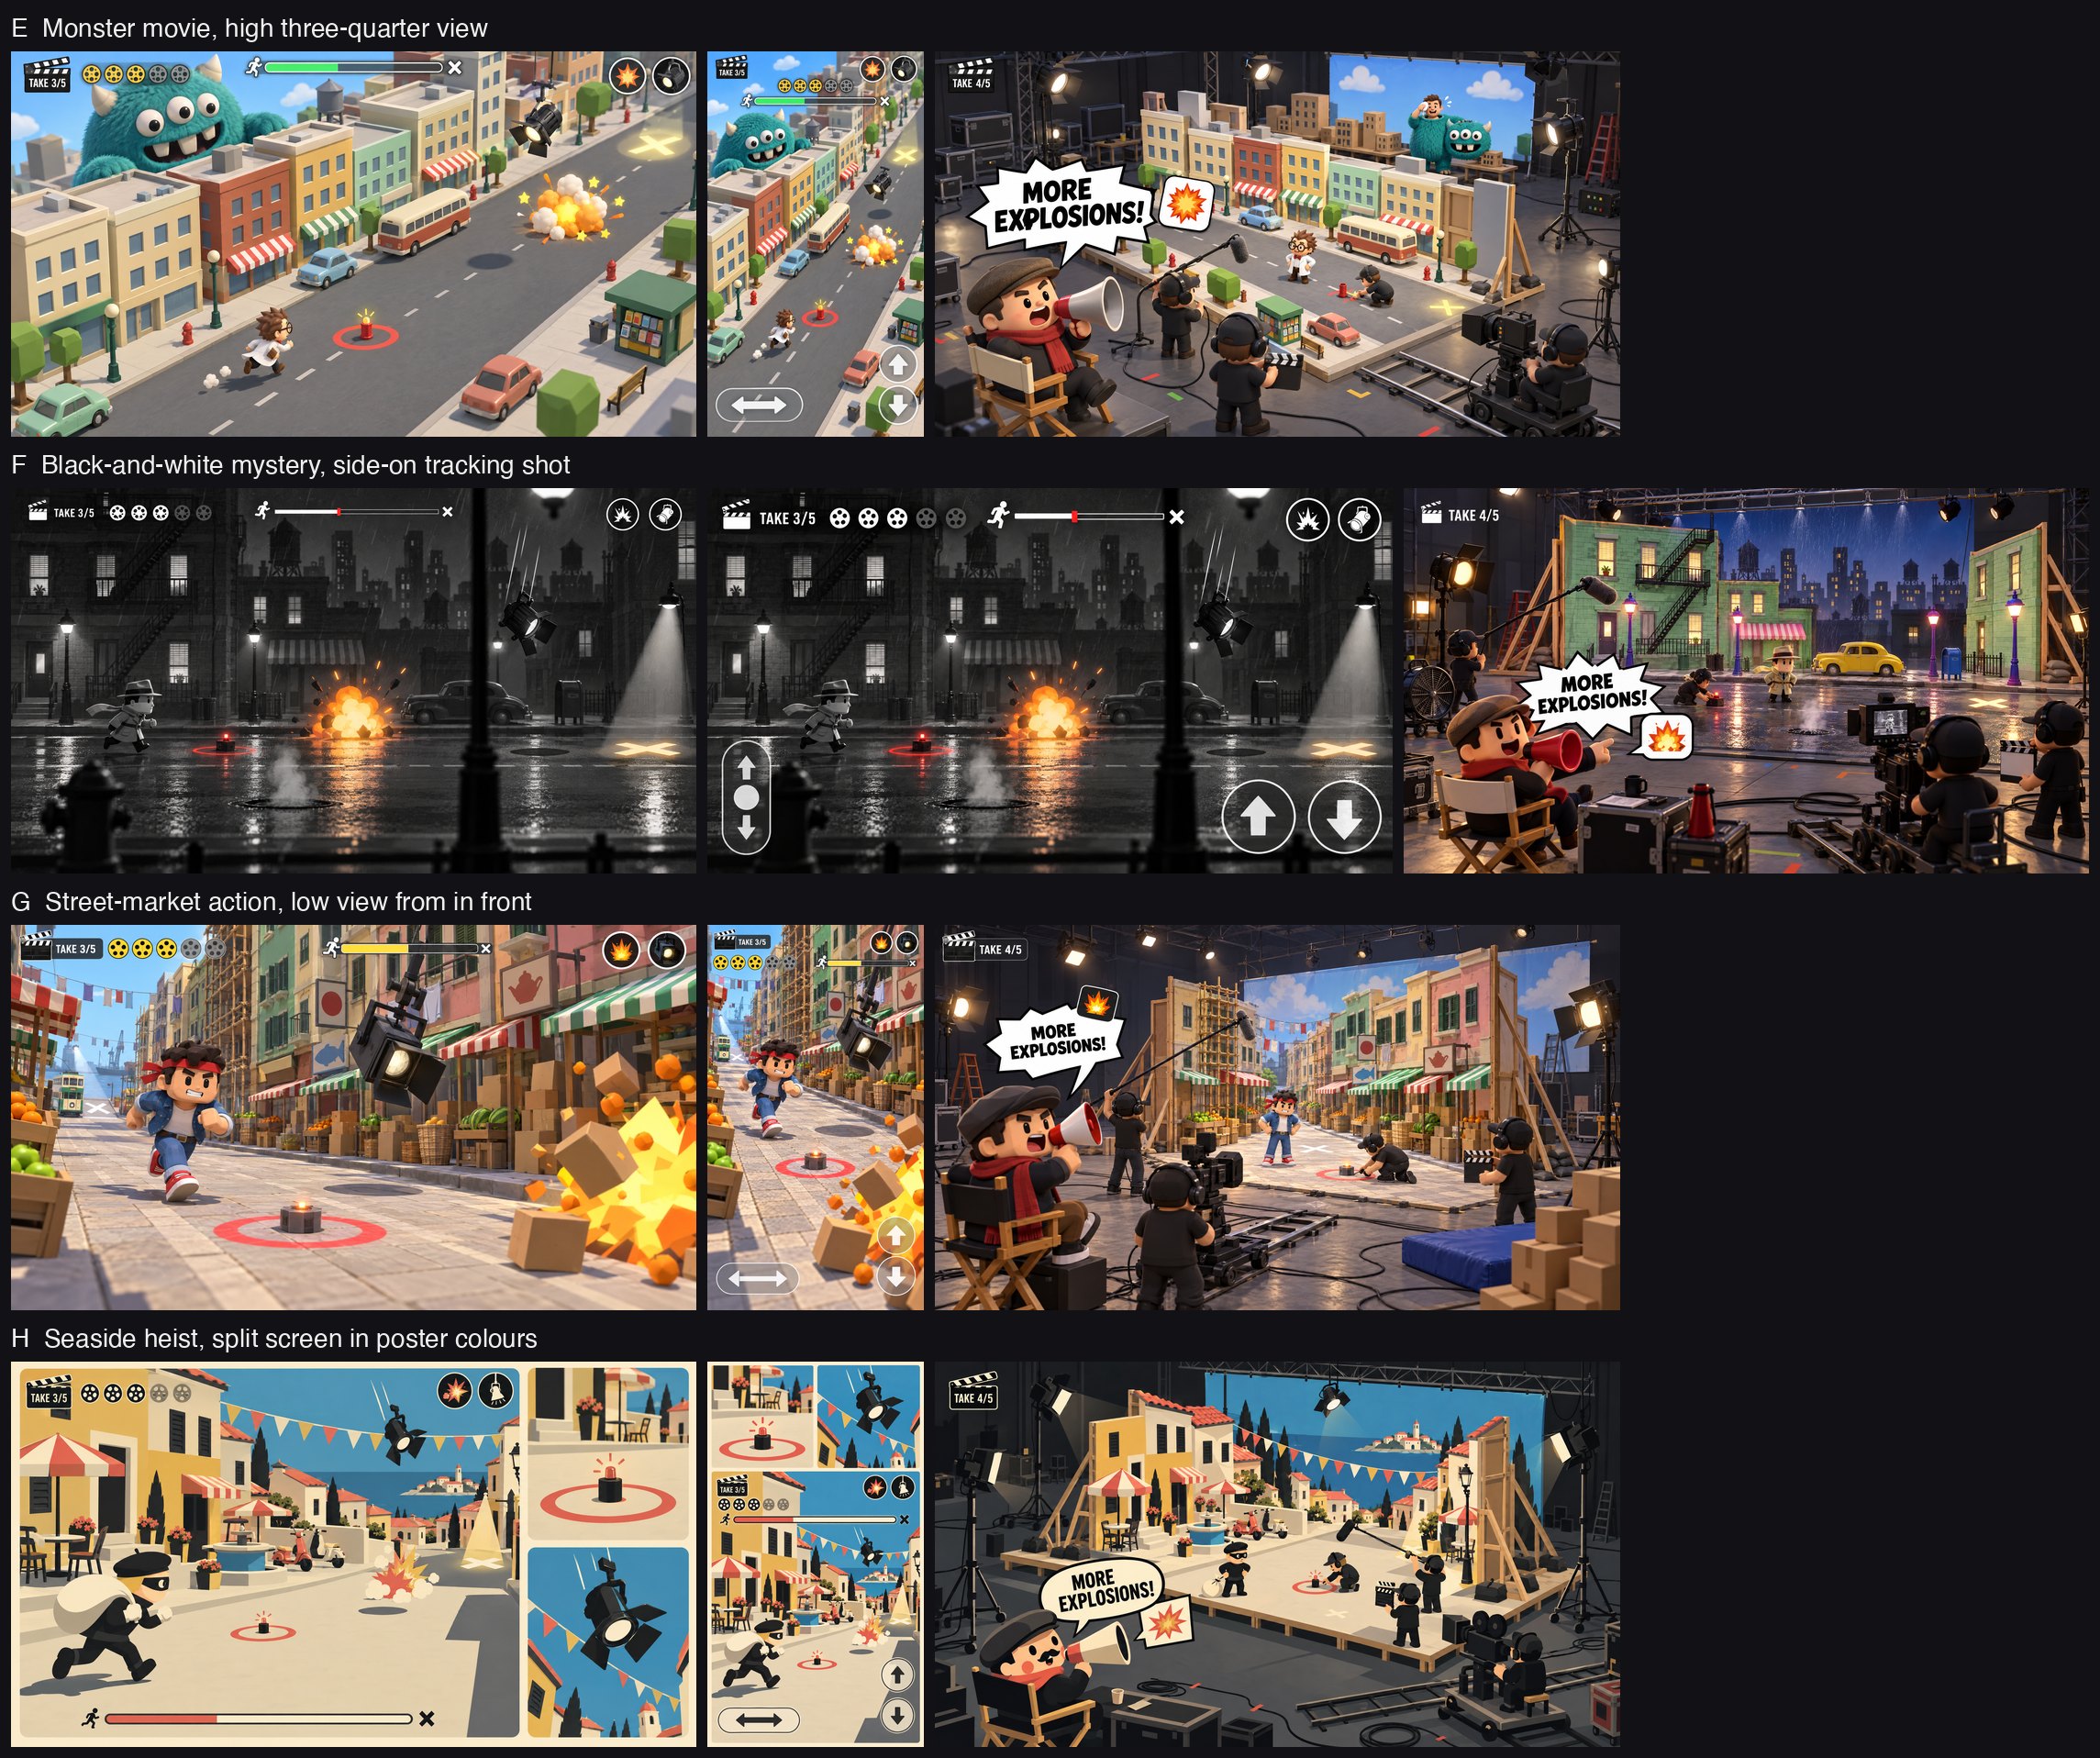 E Monster movie, high three-quarter view
TAKE 3/5
TAKE 3/5
TAKE 4/5
MORE
EXPLOSIONS!
F Black-and-white mystery, side-on tracking shot
TAKE 3/5
TAKE 3/5
TAKE 4/5
MORE
EXPLOSIONS!
G Street-market action, low view from in front
TAKE 3/5
TAKE 3/5
TAKE 4/5
MORE
EXPLOSIONS!
H Seaside heist, split screen in poster colours
TAKE 3/5
TAKE 3/5
TAKE 4/5
MORE
EXPLOSIONS!